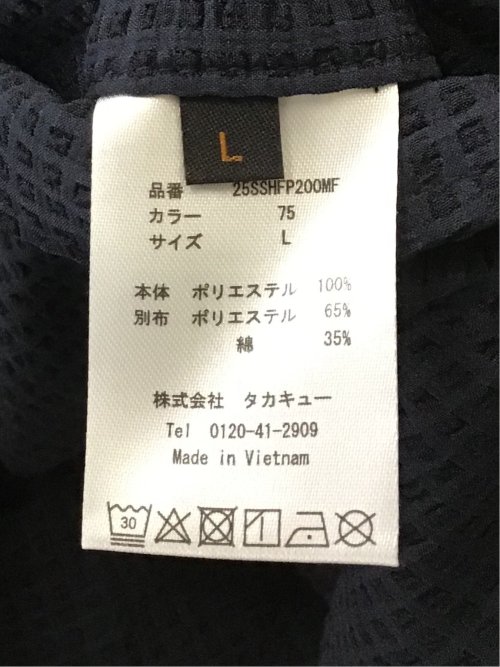 L
品番 25SSHFP200MF
カラー 75
サイズ L
本体 ポリエステル 100%
別布 ポリエステル 65%
綿 35%
株式会社 タカキュー
Tel 0120-41-2909
Made in Vietnam
30